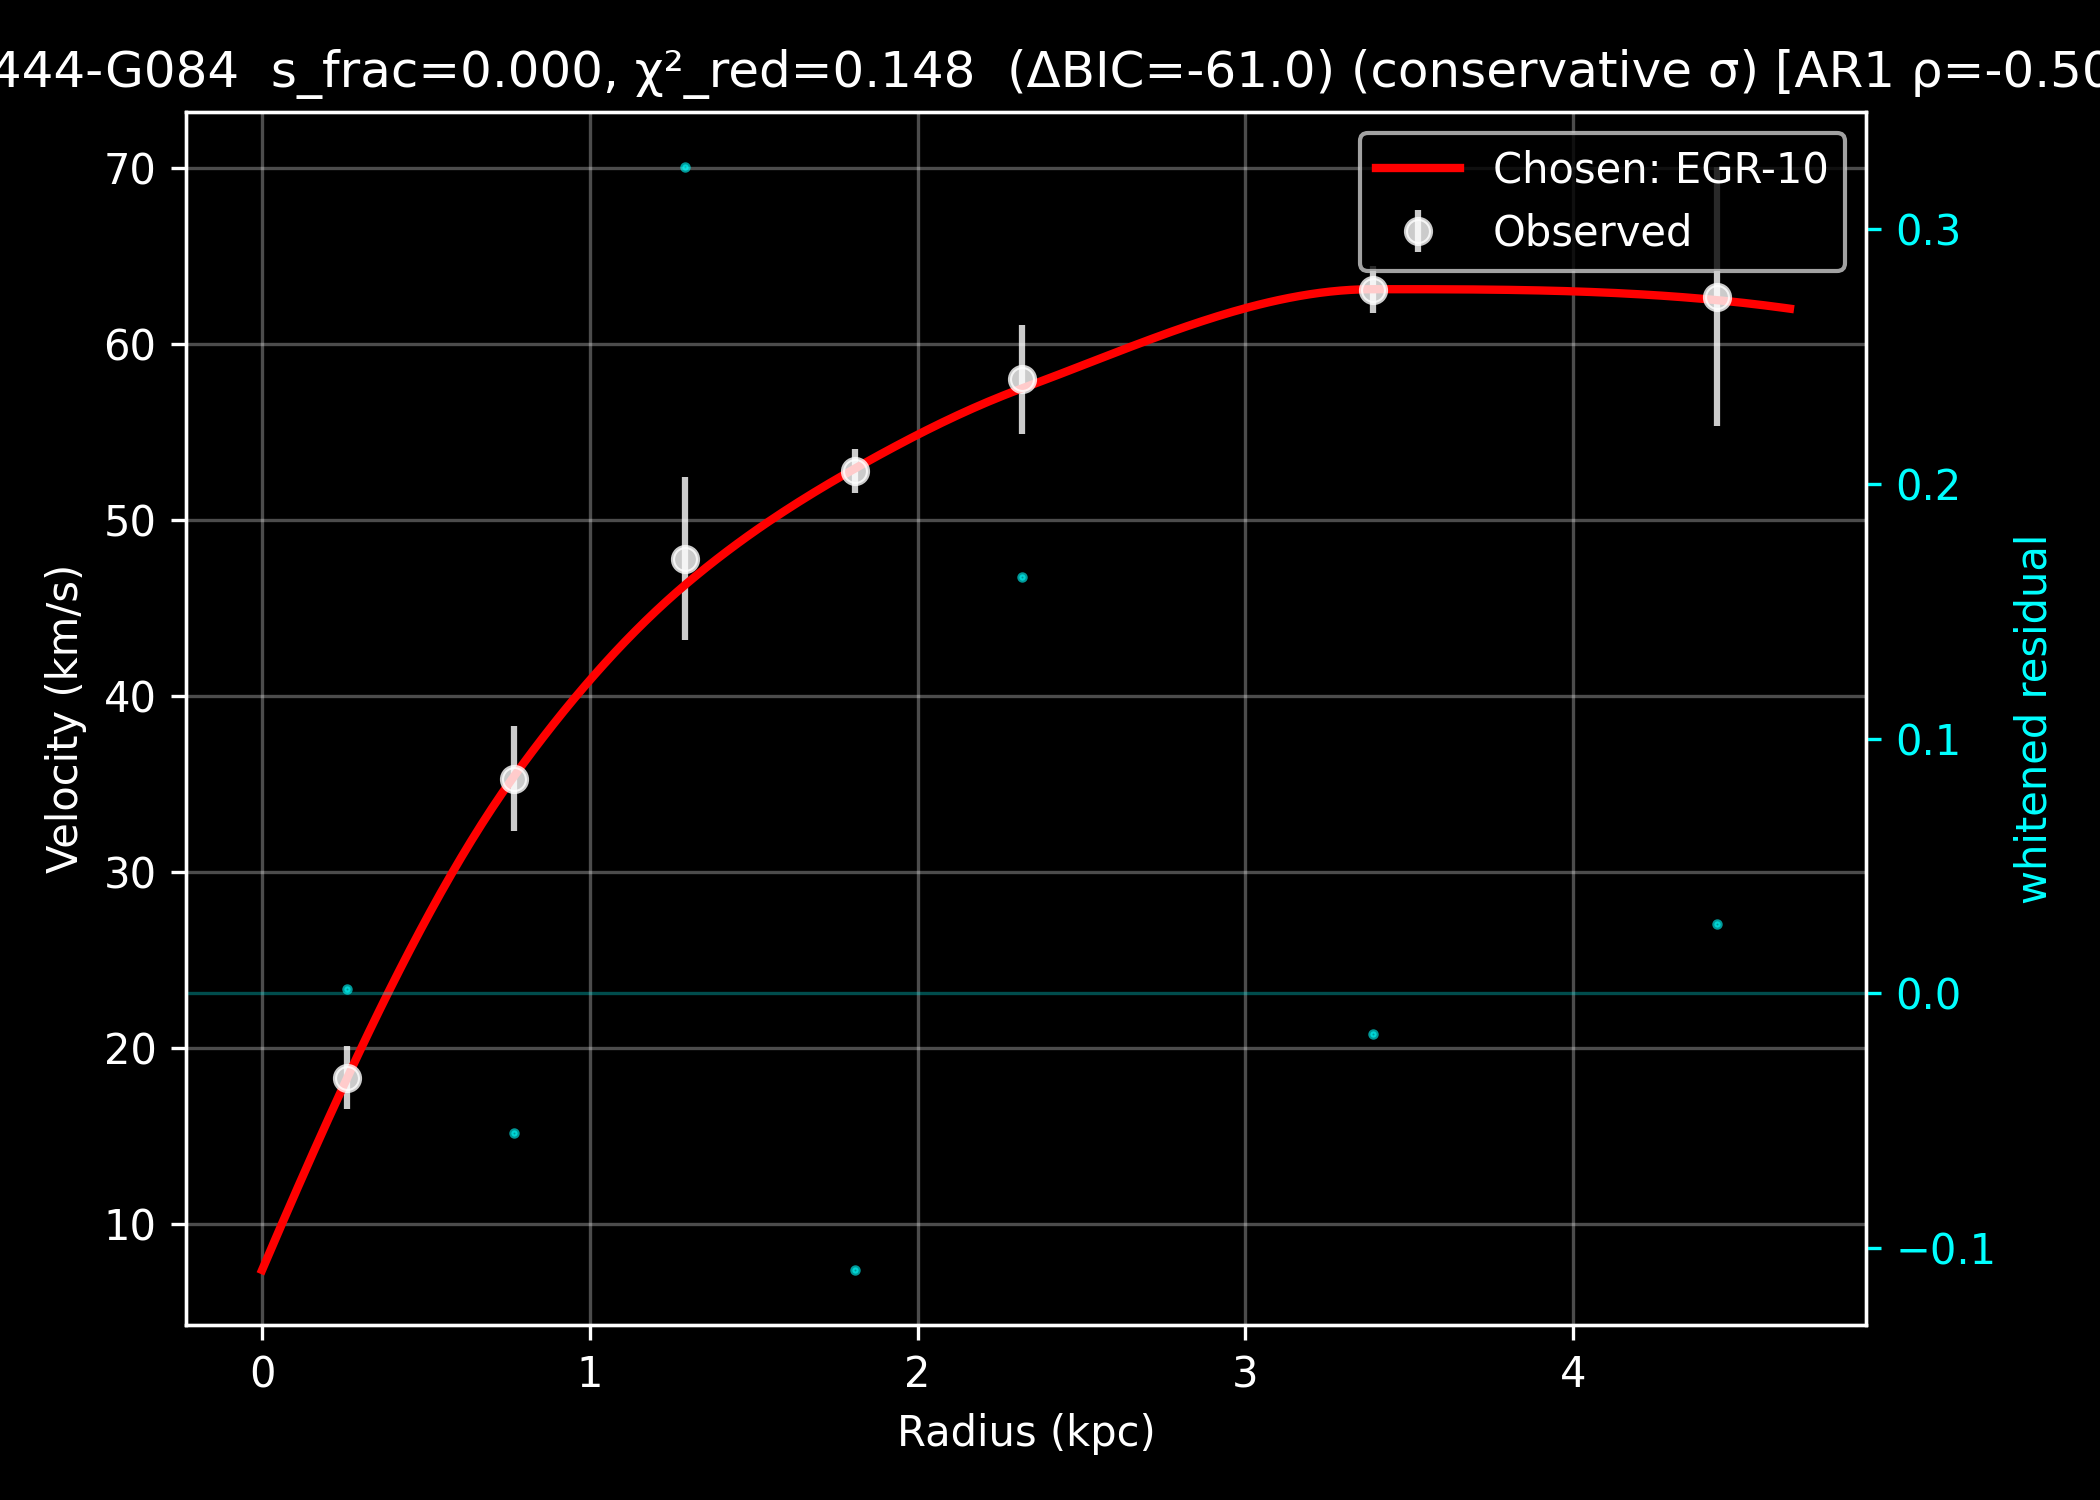 444-G084 s_frac=0.000, χ²_red=0.148 (ΔBIC=-61.0) (conservative σ) [AR1 ρ=-0.50
Chosen: EGR-10
Observed
70
60
50
40
30
20
10
Velocity (km/s)
0.3
0.2
0.1
0.0
−0.1
whitened residual
0
1
2
3
4
Radius (kpc)